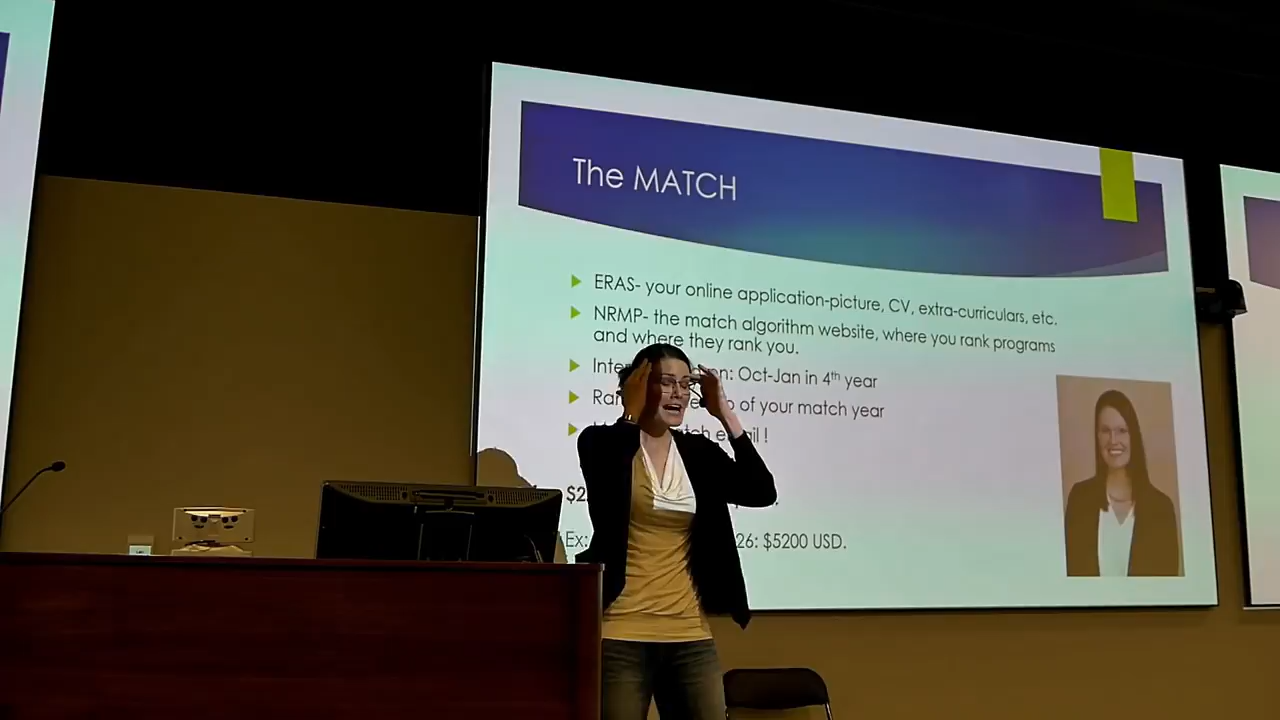 The MATCH
ERAS- your online application-picture, CV, extra-curriculars, etc.
NRMP- the match algorithm website, where you rank programs
and where they rank you.
: Oct-Jan in 4th year
of your match year
!
Ex: 26: $5200 USD.